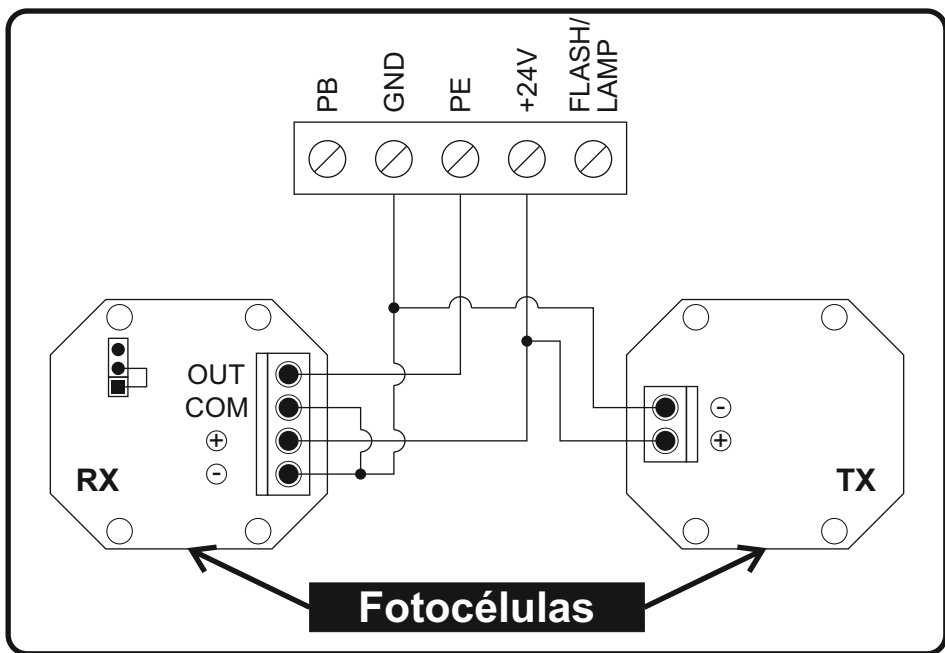 PB
GND
PE
+24V
FLASH/
LAMP
OUT
COM
+
-
RX
-
+
TX
Fotocélulas